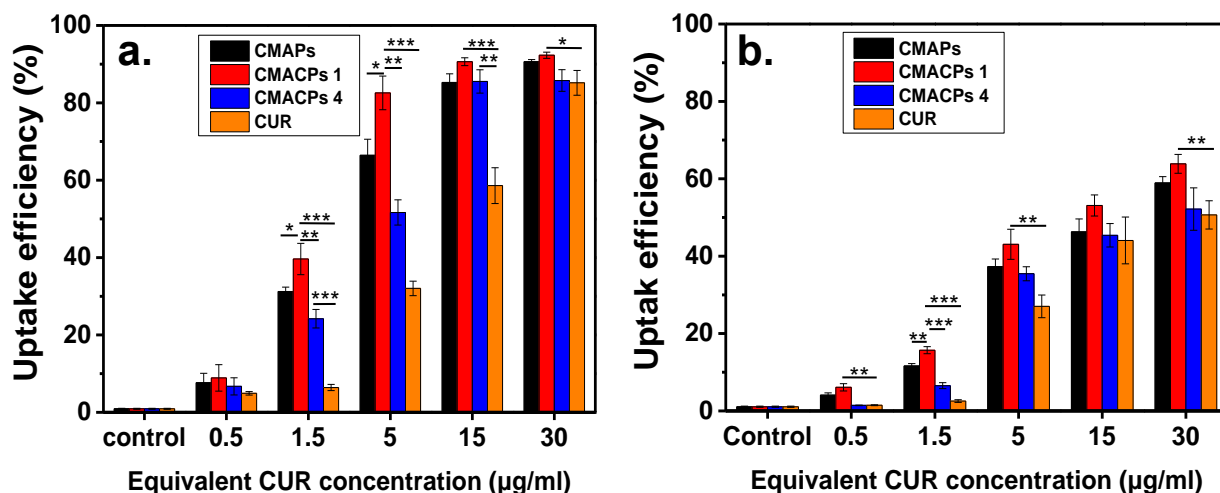 a.
CMAPs
CMACPs 1
CMACPs 4
CUR
Uptake efficiency (%)
100
80
60
40
20
0
* *** **
***
* *** **
*** **
*
control 0.5 1.5 5 15 30
Equivalent CUR concentration (µg/ml)
b.
CMAPs
CMACPs 1
CMACPs 4
CUR
Uptak efficiency (%)
100
80
60
40
20
0
**
** *** ***
**
**
Control 0.5 1.5 5 15 30
Equivalent CUR concentration (µg/ml)